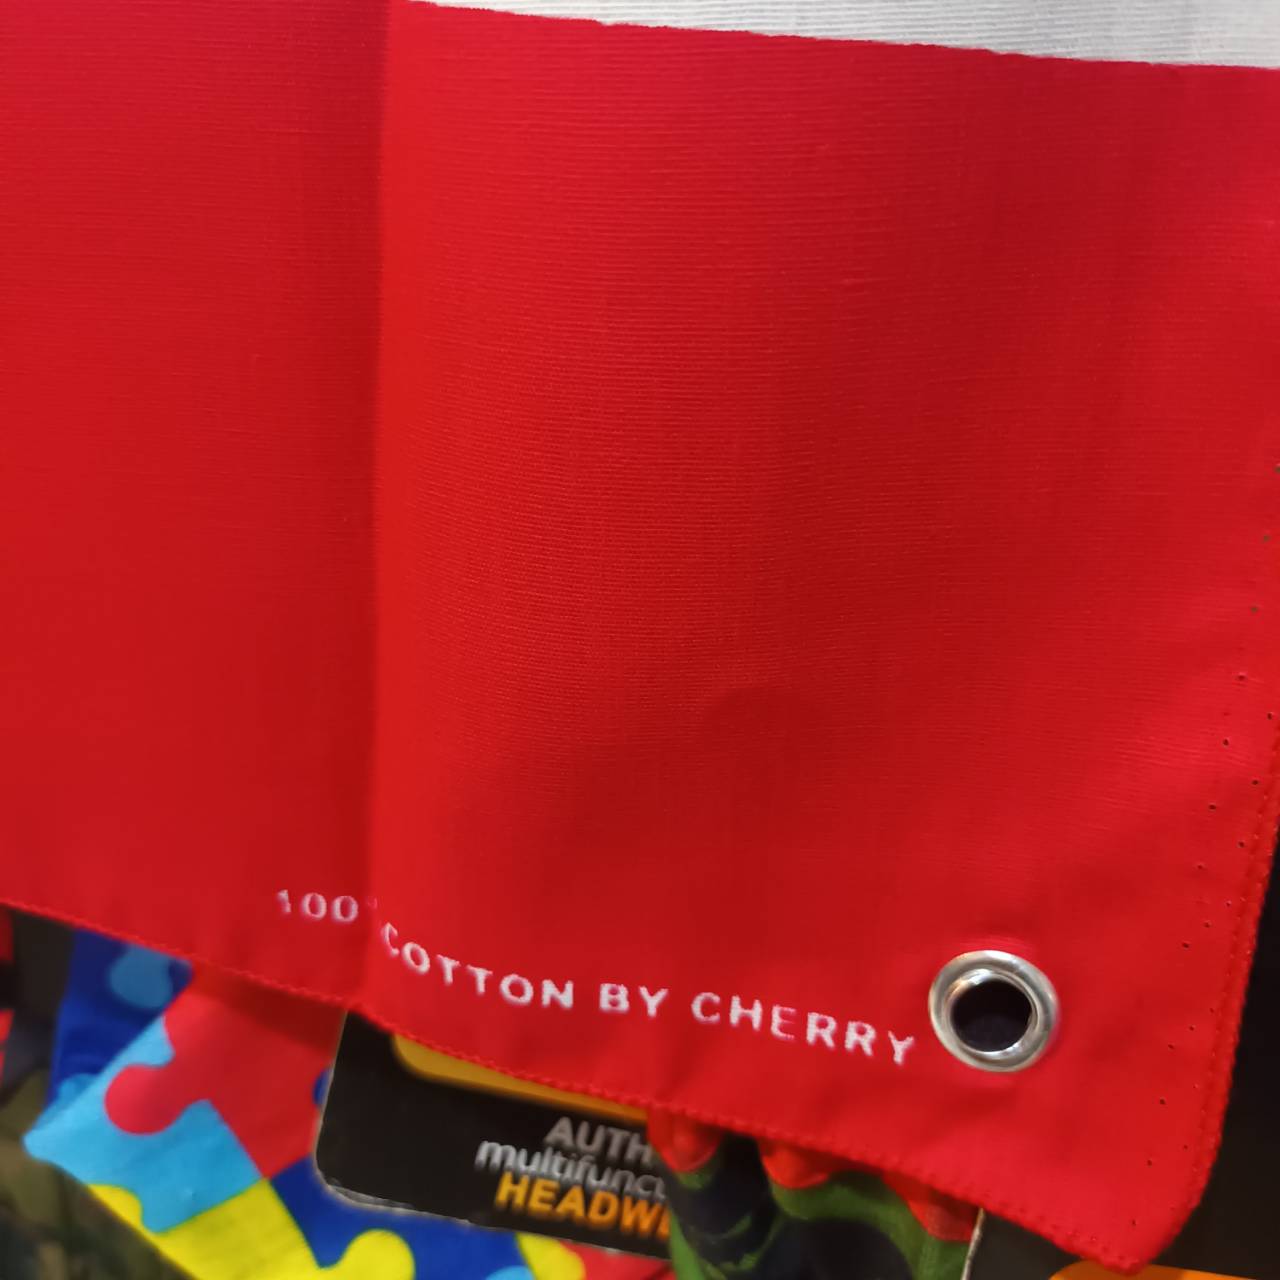 100 COTTON BY CHERRY
AUTH
multifunc
HEADW